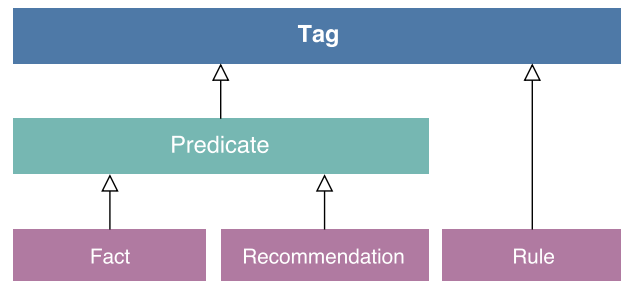 Tag
Predicate
Fact
Recommendation
Rule